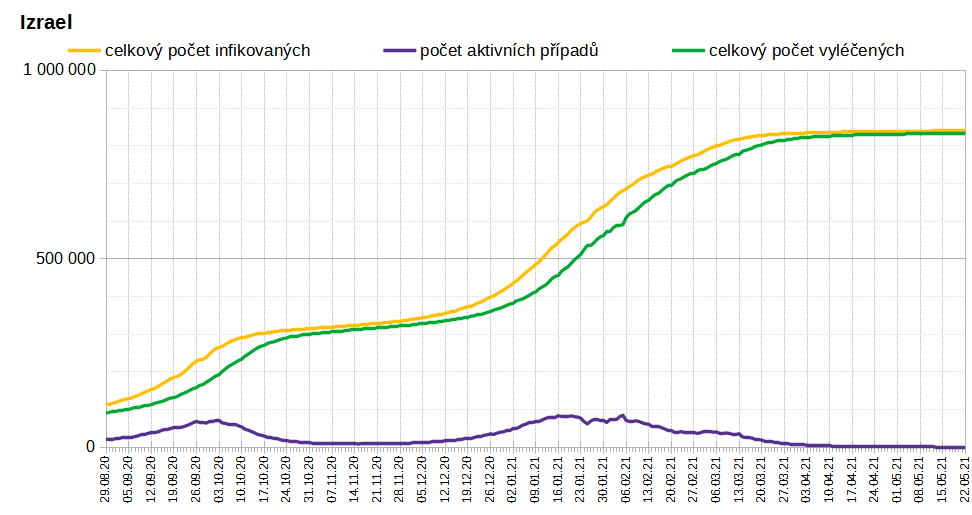 Izrael
celkový počet infikovaných počet aktivních případů celkový počet vyléčených
1 000 000
500 000
0
29.08.20 05.09.20 12.09.20 19.09.20 26.09.20 03.10.20 10.10.20 17.10.20 24.10.20 31.10.20 07.11.20 14.11.20 21.11.20 28.11.20 05.12.20 12.12.20 19.12.20 26.12.20 02.01.21 09.01.21 16.01.21 23.01.21 30.01.21 06.02.21 13.02.21 20.02.21 27.02.21 06.03.21 13.03.21 20.03.21 27.03.21 03.04.21 10.04.21 17.04.21 24.04.21 01.05.21 08.05.21 15.05.21 22.05.21